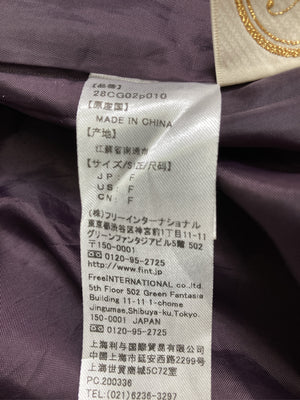 【品番】
28CG02p010
【原産国】
MADE IN CHINA
【产地】
江蘇省南通市
【サイズ/SIZE/尺码】
JP: F
US: F
CN: F
(株)フリーインターナショナル
東京都渋谷区神宮前1丁目11-11
グリーンファンタジアビル5階 502
〒150-0001
0120-95-2725
http://www.fint.jp
FreeINTERNATIONAL co.ltd
5th Floor 502 Green Fantasia
Building 11-11 1-chome
Jingumae,Shibuya-ku,Tokyo
150-0001 JAPAN
0120-95-2725
上海利与国際貿易有限公司
中国上海市延安西路2299号
上海世貿商城5C72室
PC.200336
TEL:(021)6236-3297